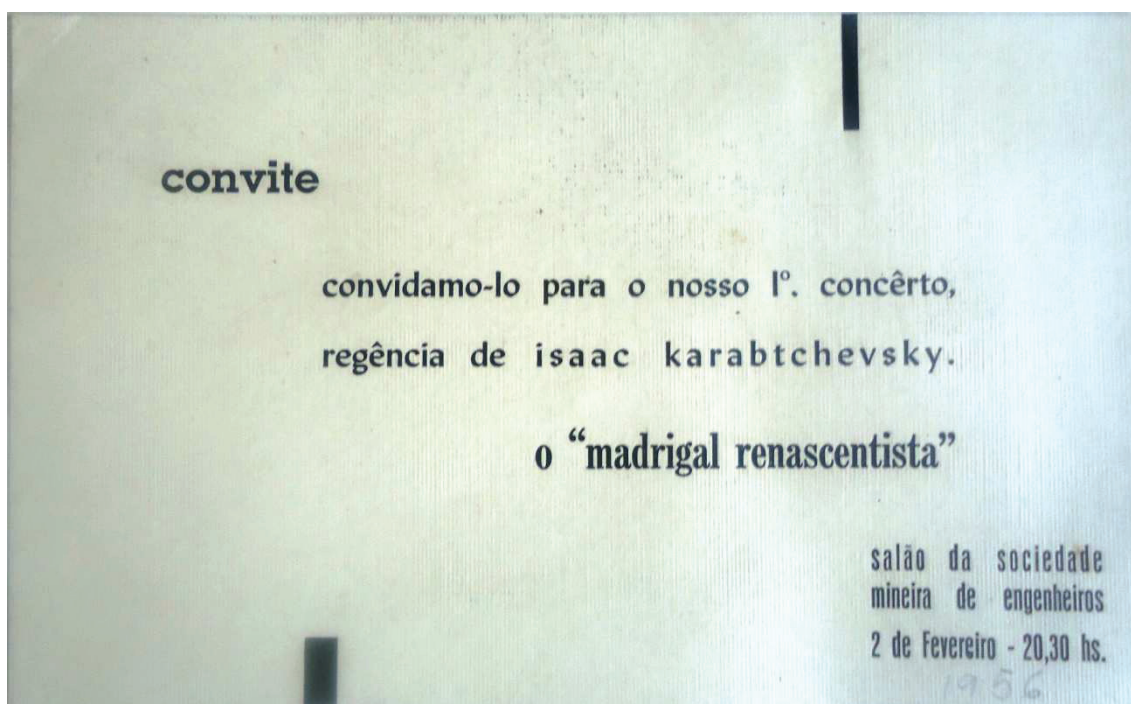 convite
convidamo-lo para o nosso 1º. concêrto,
regência de isaac karabtchevsky.
o “madrigal renascentista”
salão da sociedade
mineira de engenheiros
2 de Fevereiro - 20,30 hs.
1956